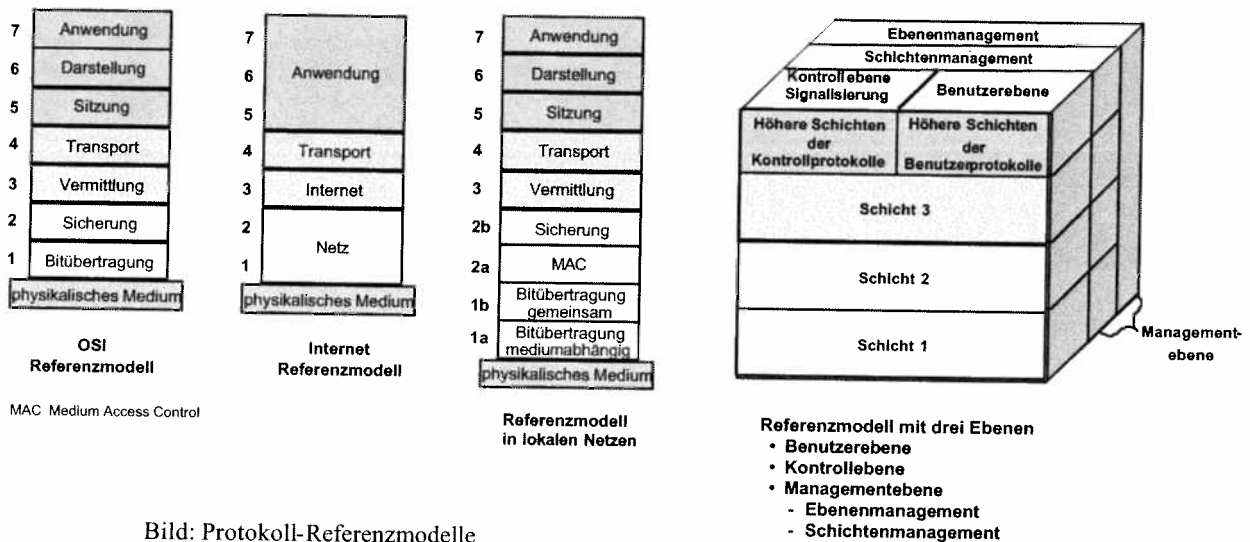 7 Anwendung
6 Darstellung
5 Sitzung
4 Transport
3 Vermittlung
2 Sicherung
1 Bitübertragung
physikalisches Medium
OSI
Referenzmodell
MAC Medium Access Control
7
6 Anwendung
5
4 Transport
3 Internet
2
Netz
1
physikalisches Medium
Internet
Referenzmodell
7 Anwendung
6 Darstellung
5 Sitzung
4 Transport
3 Vermittlung
2b Sicherung
2a MAC
1b Bitübertragung
gemeinsam
1a Bitübertragung
mediumabhängig
physikalisches Medium
Referenzmodell
in lokalen Netzen
Ebenenmanagement
Schichtenmanagement
Kontrollebene
Signalisierung
Benutzerebene
Höhere Schichten
der
Kontrollprotokolle
Höhere Schichten
der
Benutzerprotokolle
Schicht 3
Schicht 2
Schicht 1
Management-
ebene
Referenzmodell mit drei Ebenen
• Benutzerebene
• Kontrollebene
• Managementebene
- Ebenenmanagement
- Schichtenmanagement
Bild: Protokoll-Referenzmodelle